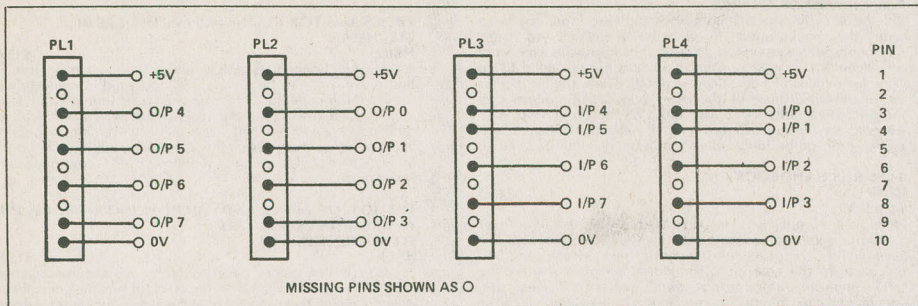 PL1 PL2 PL3 PL4 PIN
+5V +5V +5V +5V 1
2
O/P 4 O/P 0 I/P 4 I/P 0 3
I/P 5 I/P 1 4
O/P 5 O/P 1 5
I/P 6 I/P 2 6
O/P 6 O/P 2 7
I/P 7 I/P 3 8
O/P 7 O/P 3 9
0V 0V 0V 0V 10
MISSING PINS SHOWN AS O